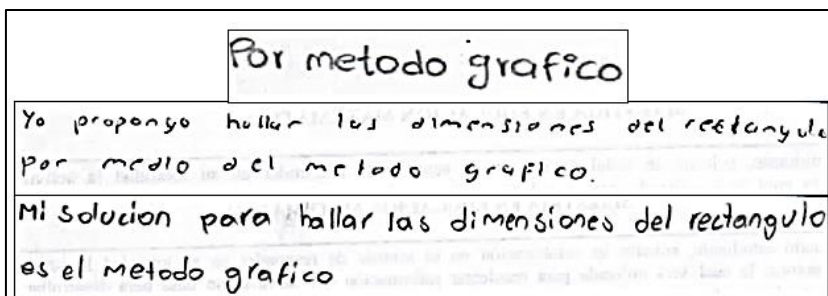 Por metodo grafico
Yo propongo hallar las dimensiones del rectangulo
por medio del metodo grafico.
Mi solucion para hallar las dimensiones del rectangulo
es el metodo grafico